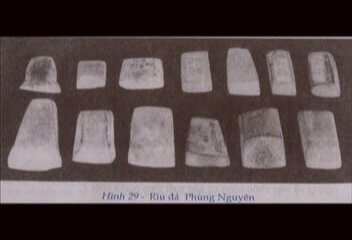 Hình 29 - Rìu đá Phùng Nguyên